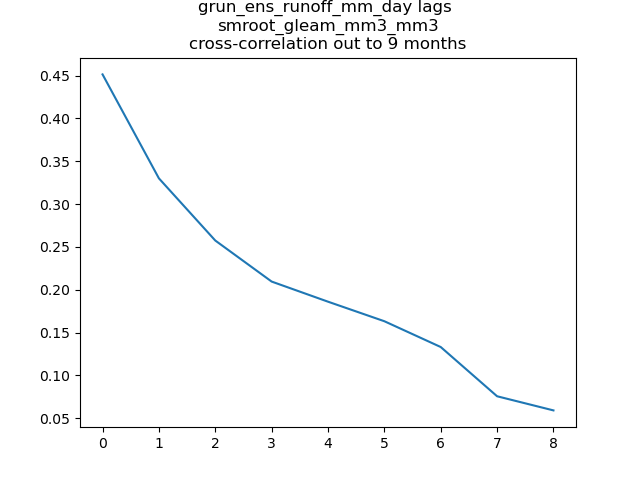 grun_ens_runoff_mm_day lags
smroot_gleam_mm3_mm3
cross-correlation out to 9 months
0.45
0.40
0.35
0.30
0.25
0.20
0.15
0.10
0.05
0 1 2 3 4 5 6 7 8